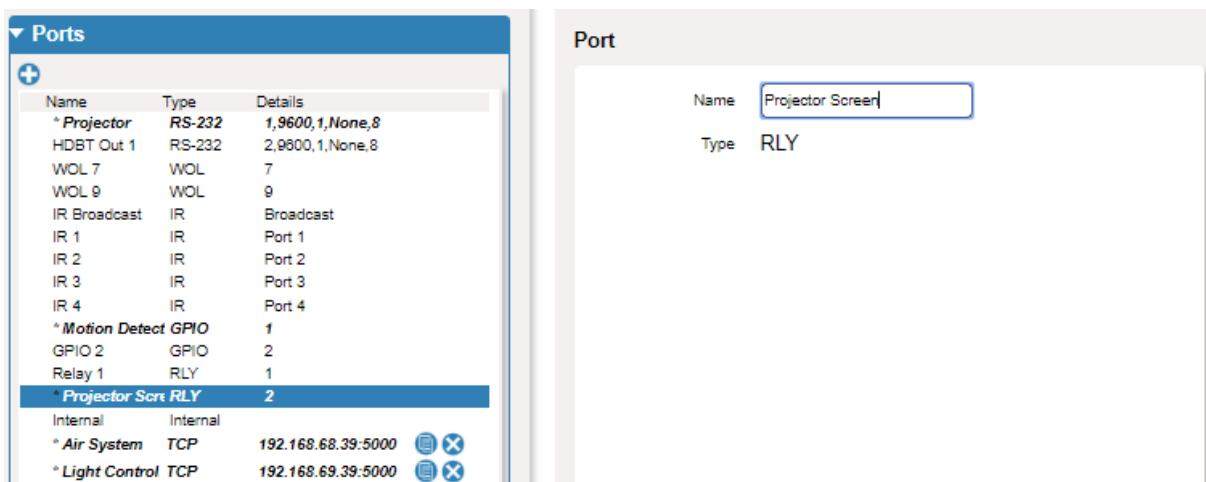 Ports
Name Type Details
* Projector RS-232 1,9600,1,None,8
HDBT Out 1 RS-232 2,9600,1,None,8
WOL 7 WOL 7
WOL 9 WOL 9
IR Broadcast IR Broadcast
IR 1 IR Port 1
IR 2 IR Port 2
IR 3 IR Port 3
IR 4 IR Port 4
* Motion Detect GPIO 1
GPIO 2 GPIO 2
Relay 1 RLY 1
* Projector Scre RLY 2
Internal Internal
* Air System TCP 192.168.68.39:5000
* Light Control TCP 192.168.69.39:5000
Port
Name Projector Screen
Type RLY